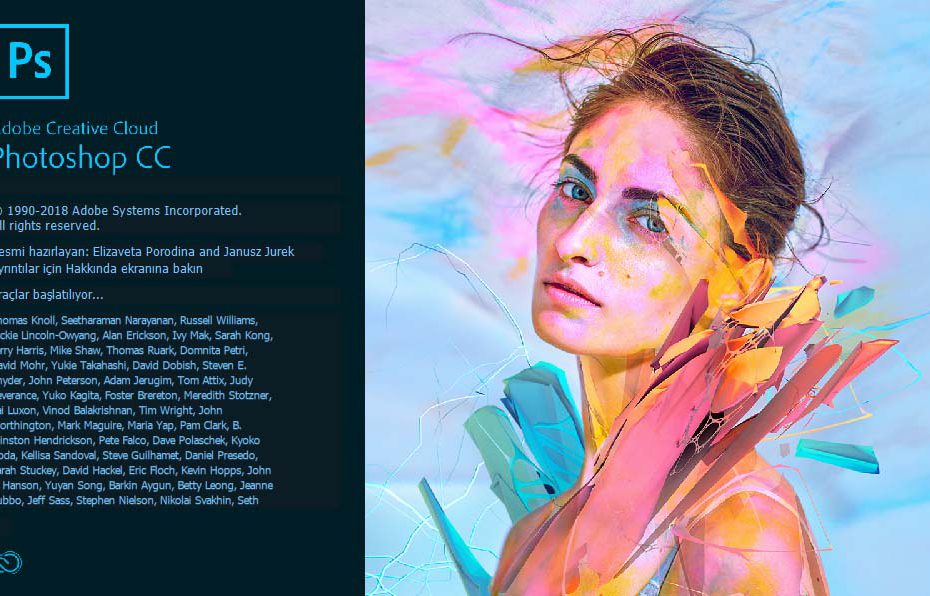 Ps
dobe Creative Cloud
Photoshop CC
1990-2018 Adobe Systems Incorporated.
ll rights reserved.
esmi hazırlayan: Elizaveta Porodina and Janusz Jurek
yrıntılar için Hakkında ekranına bakın
raçlar başlatılıyor...
homas Knoll, Seetharaman Narayanan, Russell Williams,
ckie Lincoln-Owyang, Alan Erickson, Ivy Mak, Sarah Kong,
rry Harris, Mike Shaw, Thomas Ruark, Domnita Petri,
avid Mohr, Yukie Takahashi, David Dobish, Steven E.
nyder, John Peterson, Adam Jerugim, Tom Attix, Judy
everance, Yuko Kagita, Foster Brereton, Meredith Stotzner,
ai Luxon, Vinod Balakrishnan, Tim Wright, John
orthington, Mark Maguire, Maria Yap, Pam Clark, B.
inston Hendrickson, Pete Falco, Dave Polaschek, Kyoko
oda, Kellisa Sandoval, Steve Guilhamet, Daniel Presedo,
arah Stuckey, David Hackel, Eric Floch, Kevin Hopps, John
Hanson, Yuyan Song, Barkin Aygun, Betty Leong, Jeanne
ubbo, Jeff Sass, Stephen Nielson, Nikolai Svakhin, Seth